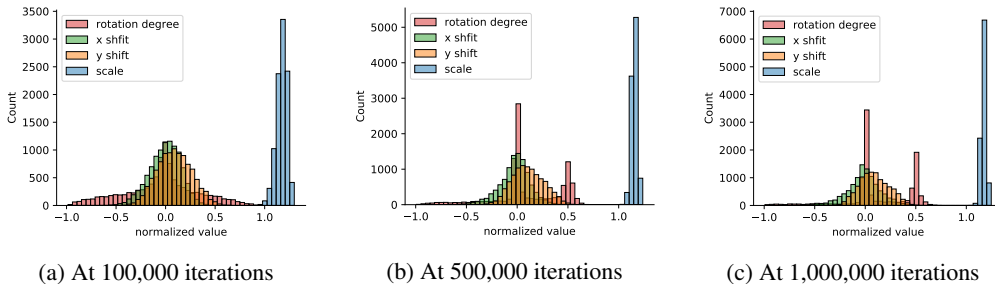 3500
3000
2500
2000
1500
1000
500
0
Count
rotation degree
x shfit
y shift
scale
−1.0 −0.5 0.0 0.5 1.0
normalized value
(a) At 100,000 iterations
5000
4000
3000
2000
1000
0
Count
rotation degree
x shfit
y shift
scale
−1.0 −0.5 0.0 0.5 1.0
normalized value
(b) At 500,000 iterations
7000
6000
5000
4000
3000
2000
1000
0
Count
rotation degree
x shfit
y shift
scale
−1.0 −0.5 0.0 0.5 1.0
normalized value
(c) At 1,000,000 iterations